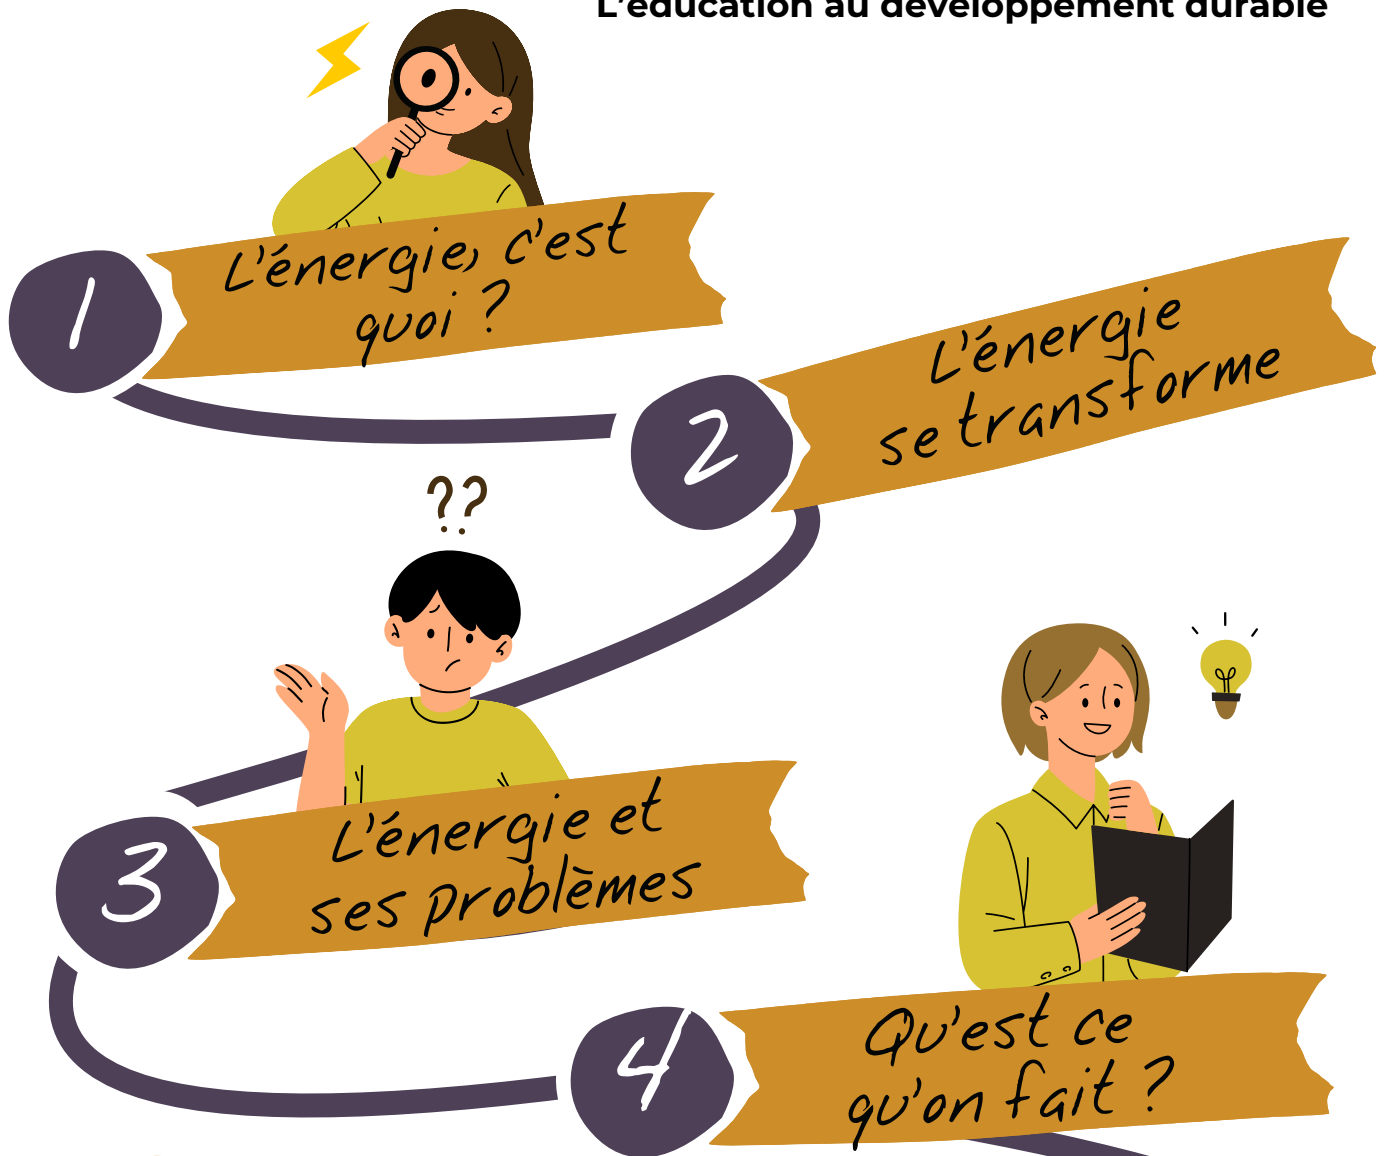 L'éducation au développement durable
1
L'énergie, c'est
quoi ?
2
L'énergie
se transforme
??
3
L'énergie et
ses problèmes
4
Qu'est ce
qu'on fait ?